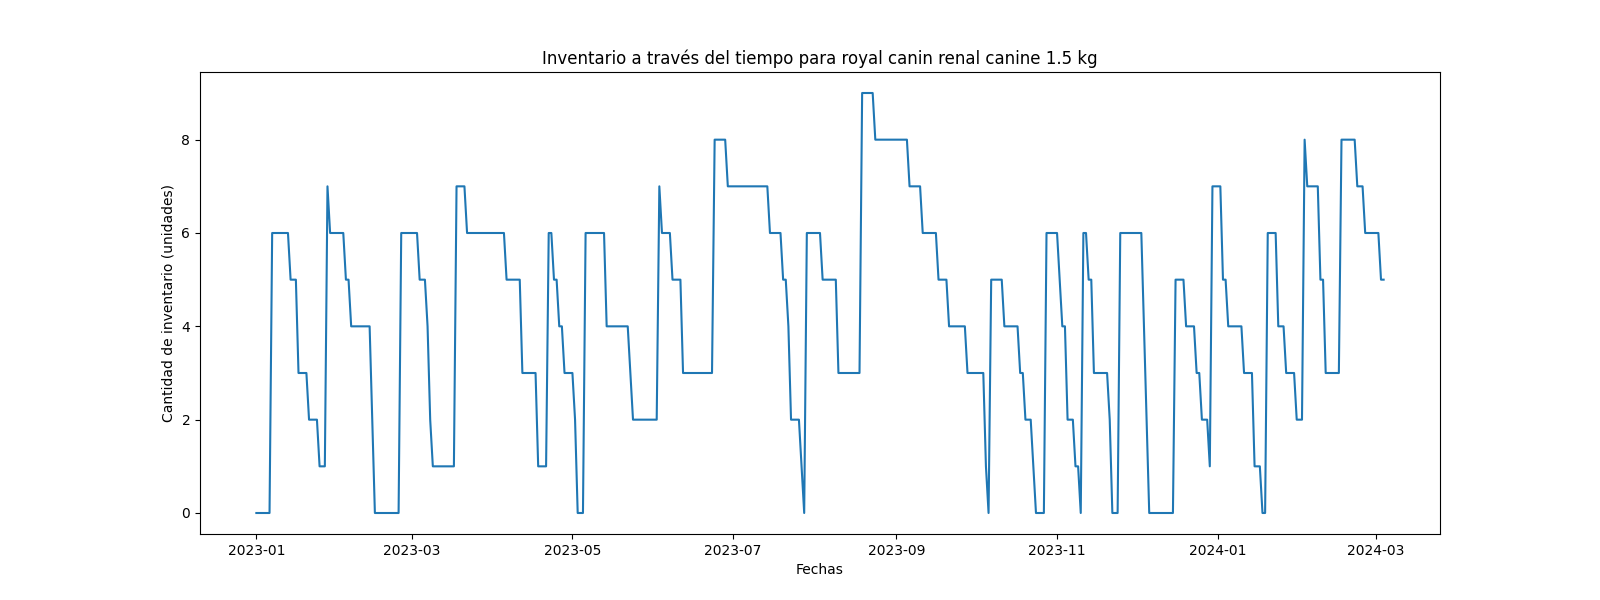 Inventario a través del tiempo para royal canin renal canine 1.5 kg
Cantidad de inventario (unidades)
8
6
4
2
0
2023-01 2023-03 2023-05 2023-07 2023-09 2023-11 2024-01 2024-03
Fechas